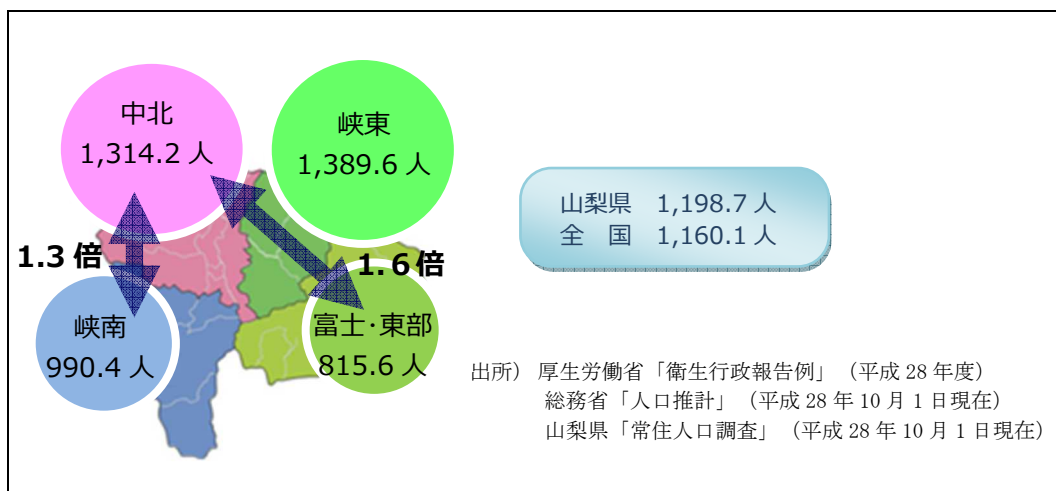 中北
1,314.2 人
峡東
1,389.6 人
山梨県 1,198.7 人
全 国 1,160.1 人
1.3 倍
1.6 倍
峡南
990.4 人
富士・東部
815.6 人
出所) 厚生労働省「衛生行政報告例」(平成 28 年度)
総務省「人口推計」(平成 28 年 10 月 1 日現在)
山梨県「常住人口調査」(平成 28 年 10 月 1 日現在)